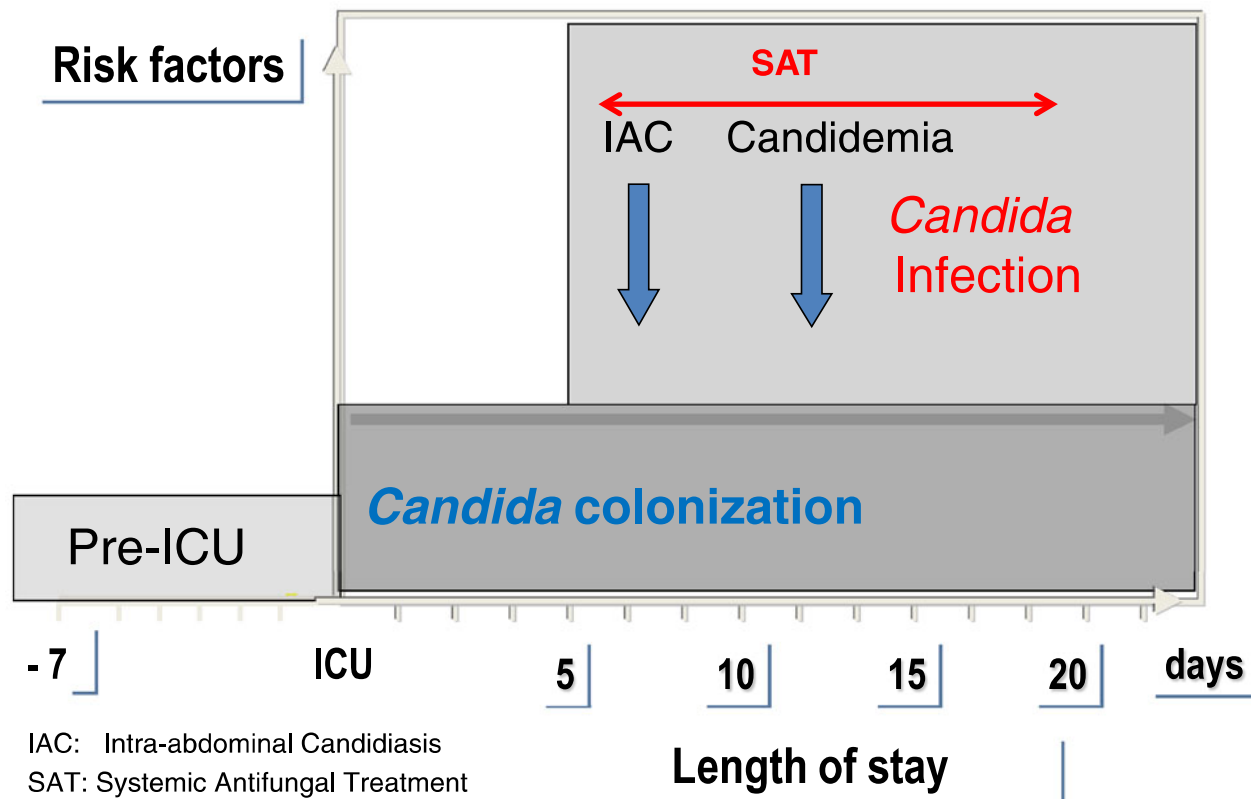 Risk factors
SAT
IAC Candidemia
Candida
Infection
Candida colonization
Pre-ICU
- 7 ICU 5 10 15 20 days
IAC: Intra-abdominal Candidiasis
Length of stay
SAT: Systemic Antifungal Treatment